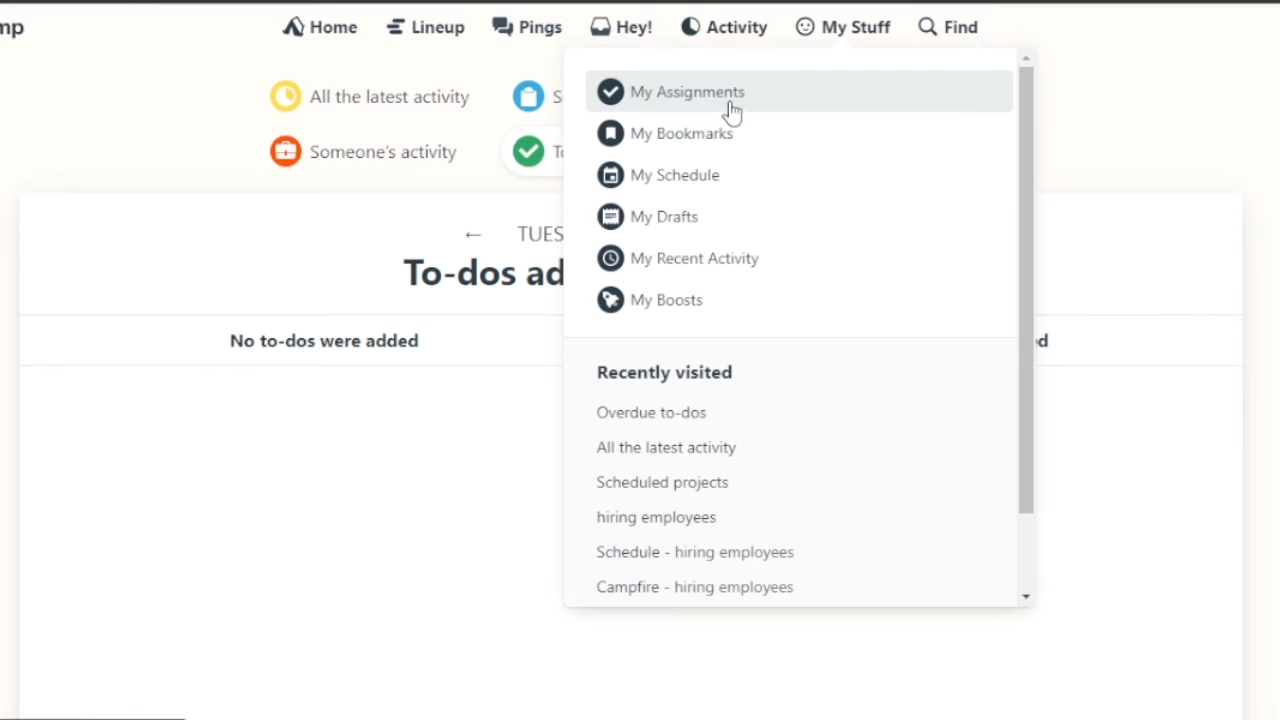 mp
Home Lineup Pings Hey! Activity My Stuff Find
All the latest activity
Someone's activity
My Assignments
My Bookmarks
My Schedule
My Drafts
My Recent Activity
My Boosts
← TUES
To-dos ad
No to-dos were added
ed
Recently visited
Overdue to-dos
All the latest activity
Scheduled projects
hiring employees
Schedule - hiring employees
Campfire - hiring employees